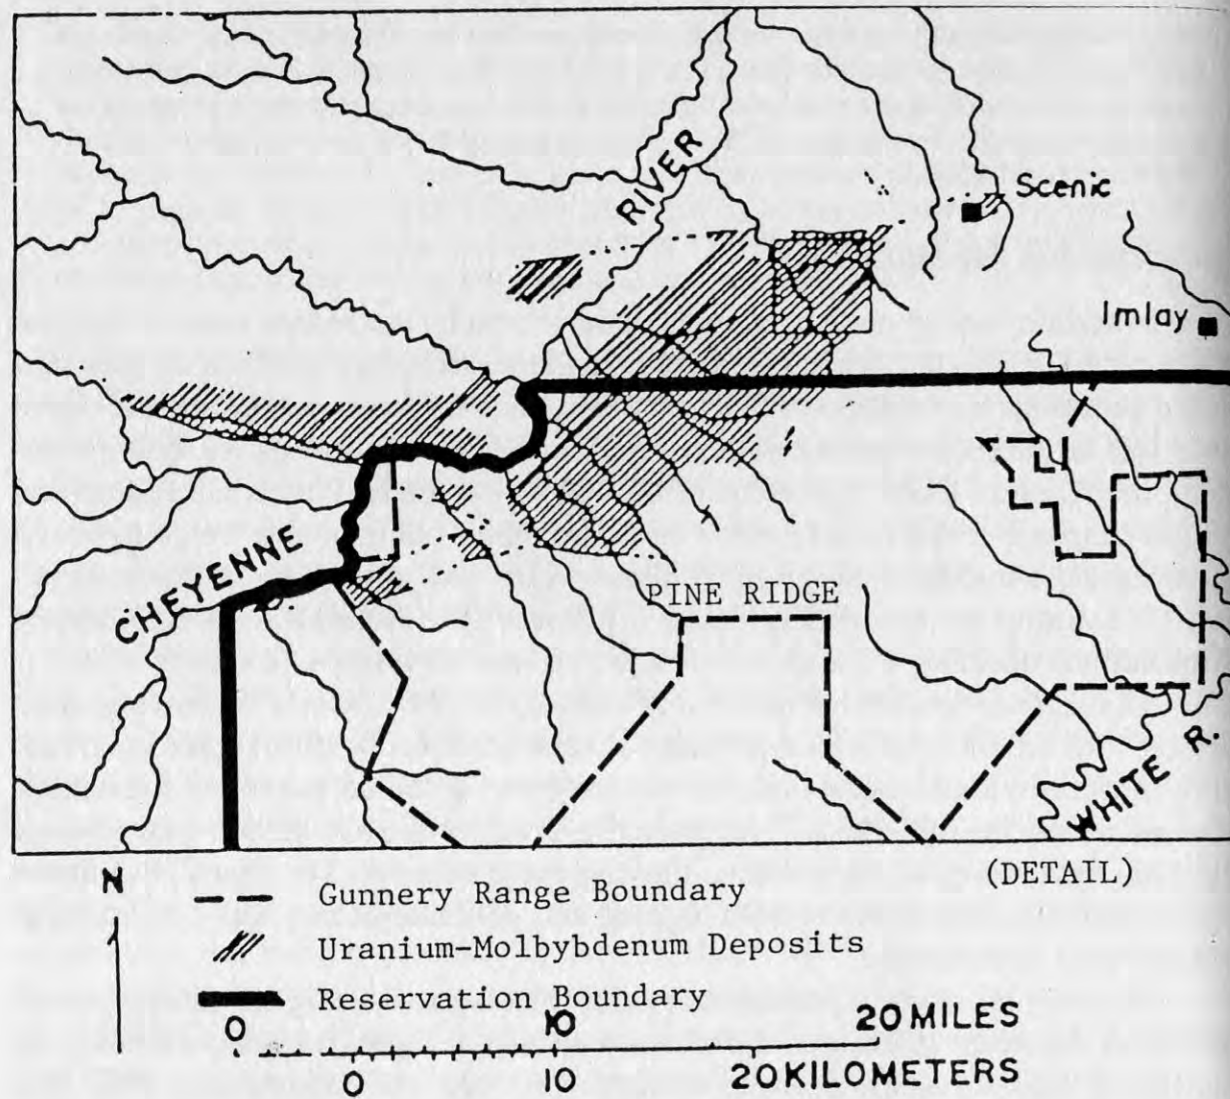 RIVER
Scenic
Imlay
CHEYENNE
PINE RIDGE
WHITE R.
N
(DETAIL)
Gunnery Range Boundary
Uranium-Molbybdenum Deposits
Reservation Boundary
0 10 20 MILES
0 10 20 KILOMETERS